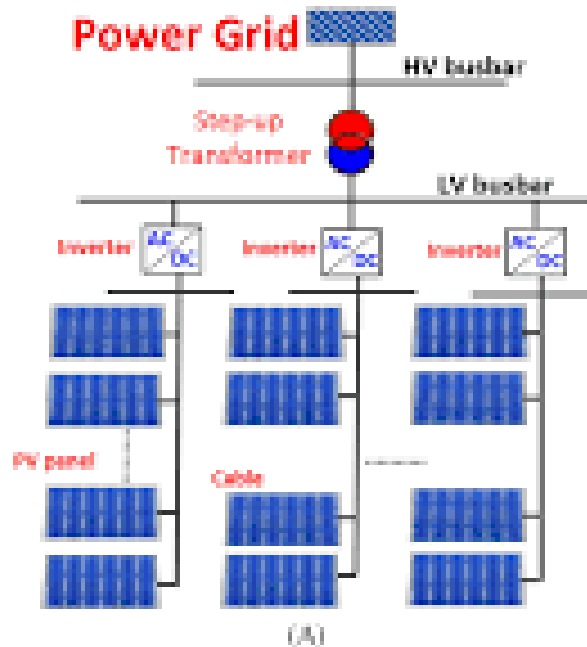 Power Grid
HV busbar
Step-up
Transformer
LV busbar
Inverter
AC
DC
Inverter
AC
DC
Inverter
AC
DC
PV panel
Cable
(A)